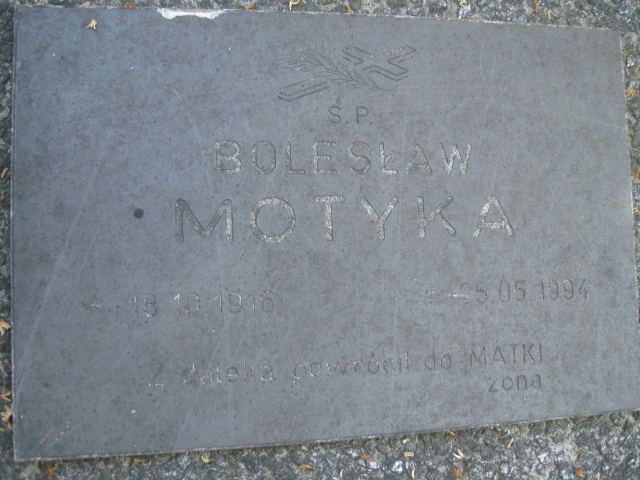 Ś.P.
BOLESŁAW
MOTYKA
* 18.10.1916 † 25.05.1994
Z daleka powrócił do MATKI
żona